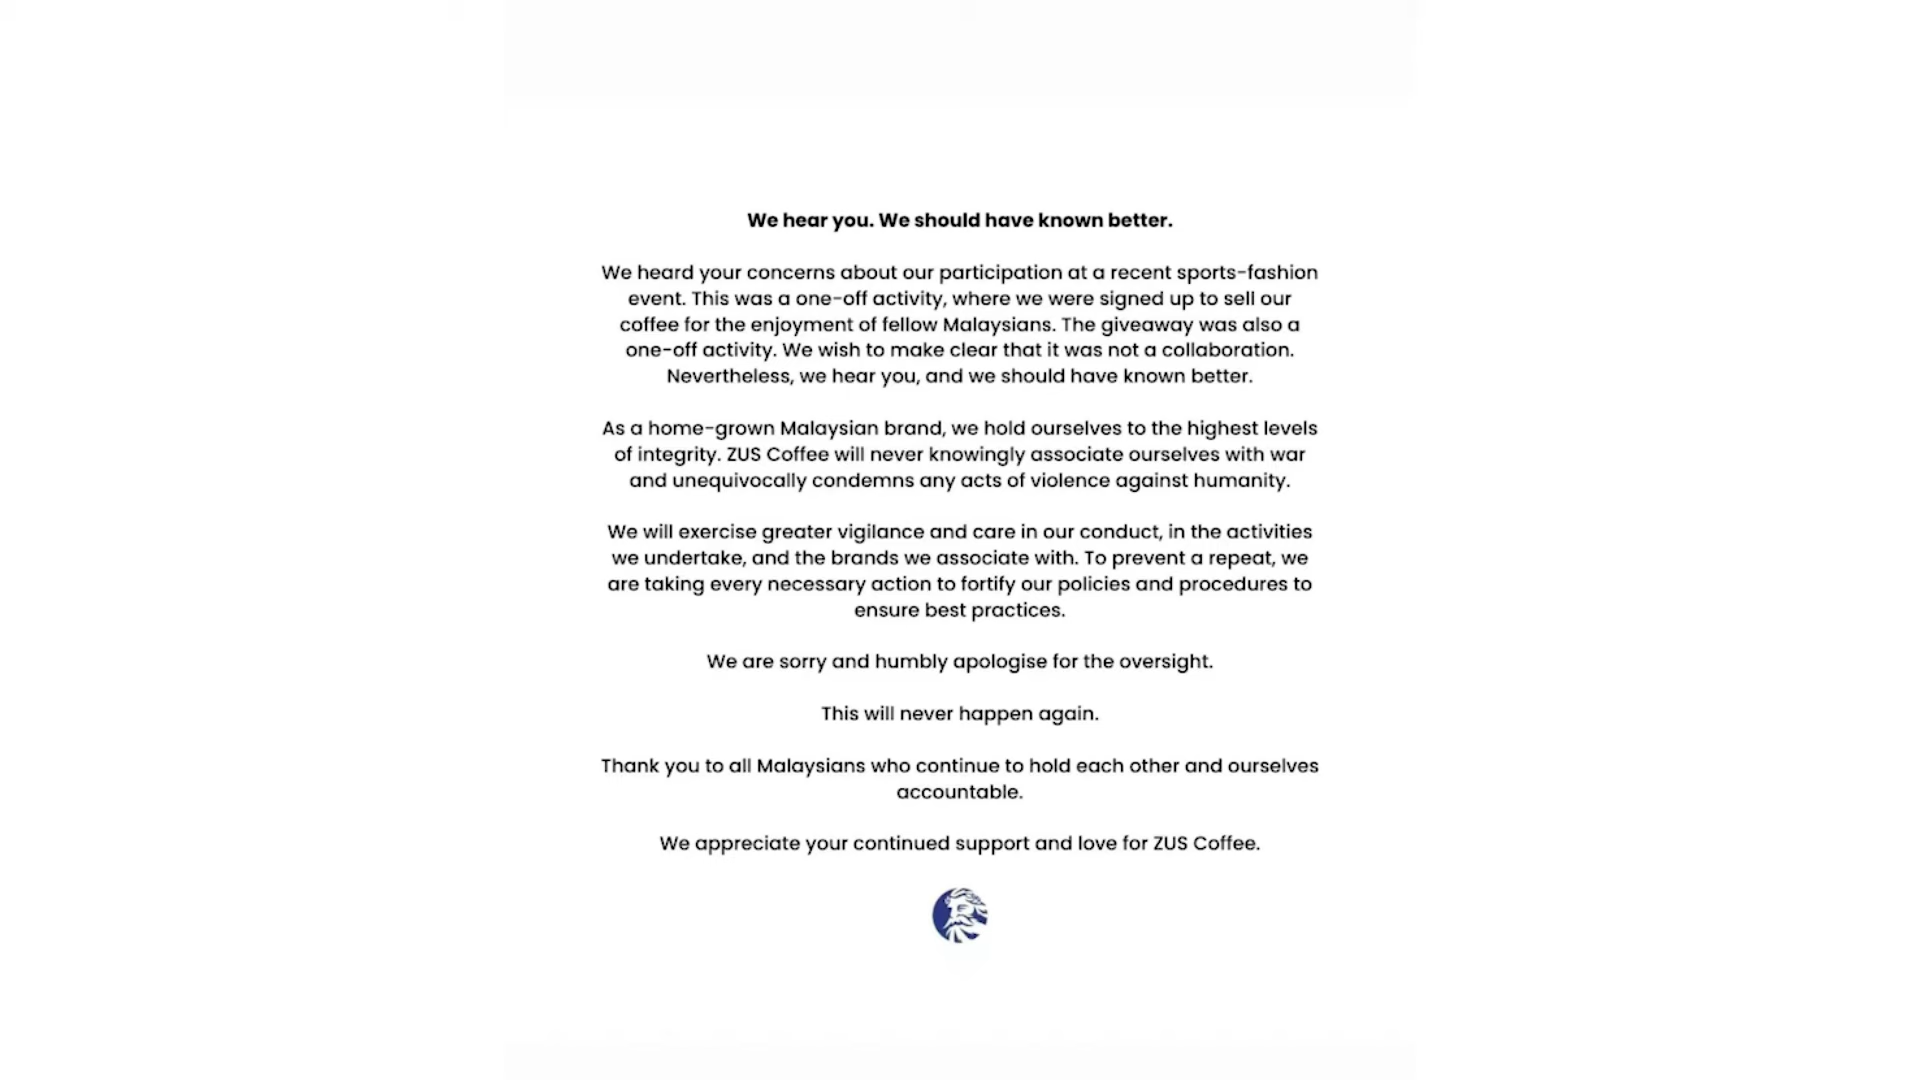 We hear you. We should have known better.
We heard your concerns about our participation at a recent sports-fashion
event. This was a one-off activity, where we were signed up to sell our
coffee for the enjoyment of fellow Malaysians. The giveaway was also a
one-off activity. We wish to make clear that it was not a collaboration.
Nevertheless, we hear you, and we should have known better.
As a home-grown Malaysian brand, we hold ourselves to the highest levels
of integrity. ZUS Coffee will never knowingly associate ourselves with war
and unequivocally condemns any acts of violence against humanity.
We will exercise greater vigilance and care in our conduct, in the activities
we undertake, and the brands we associate with. To prevent a repeat, we
are taking every necessary action to fortify our policies and procedures to
ensure best practices.
We are sorry and humbly apologise for the oversight.
This will never happen again.
Thank you to all Malaysians who continue to hold each other and ourselves
accountable.
We appreciate your continued support and love for ZUS Coffee.